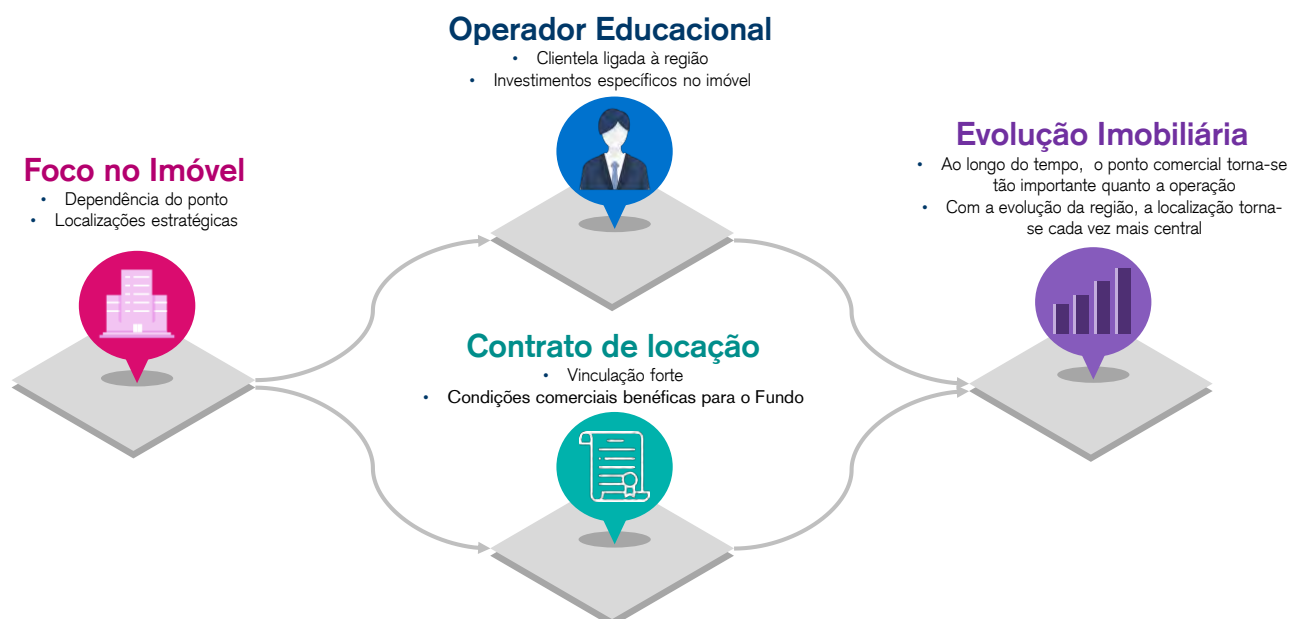 Operador Educacional
• Clientela ligada à região
• Investimentos específicos no imóvel
Foco no Imóvel
• Dependência do ponto
• Localizações estratégicas
Contrato de locação
• Vinculação forte
• Condições comerciais benéficas para o Fundo
Evolução Imobiliária
• Ao longo do tempo, o ponto comercial torna-se
tão importante quanto a operação
• Com a evolução da região, a localização torna-
se cada vez mais central